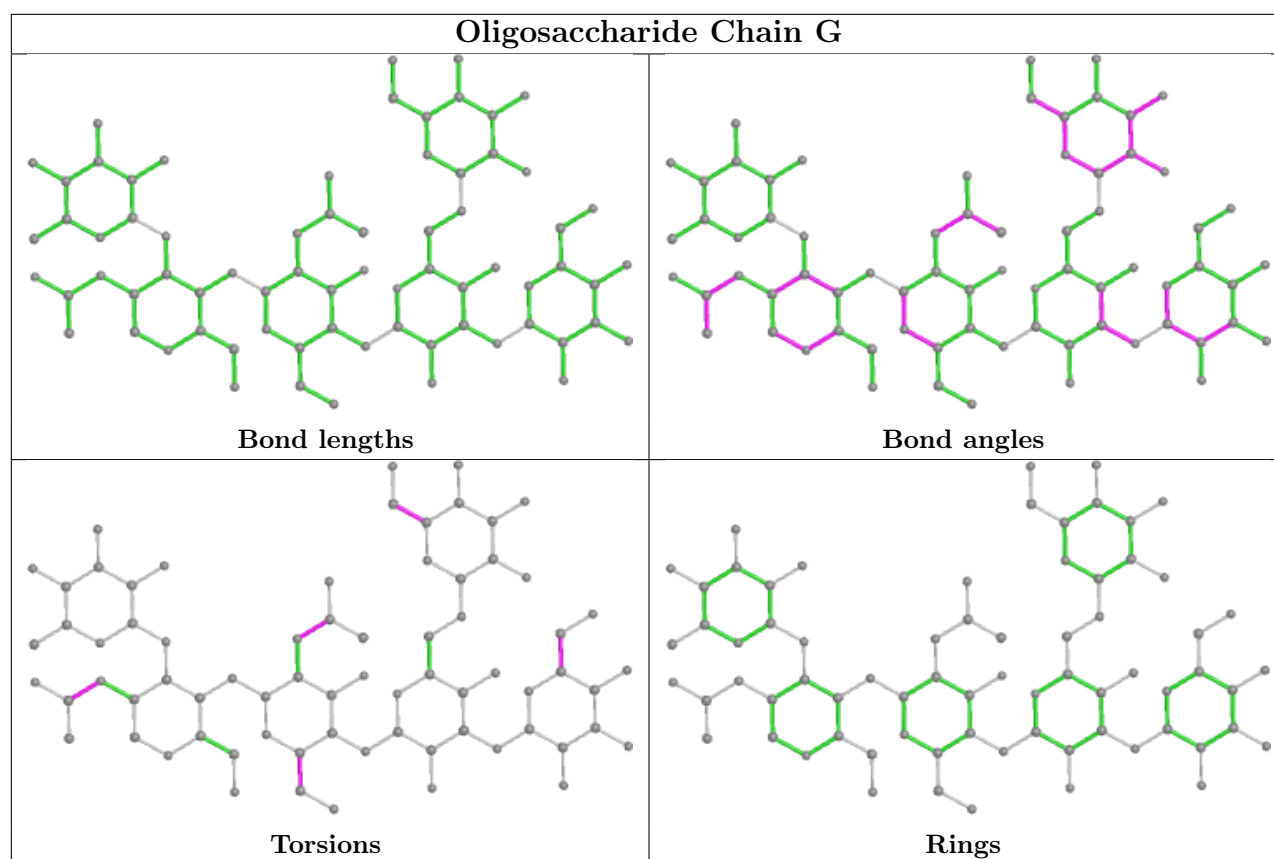 Oligosaccharide Chain G
Bond lengths
Bond angles
Torsions
Rings